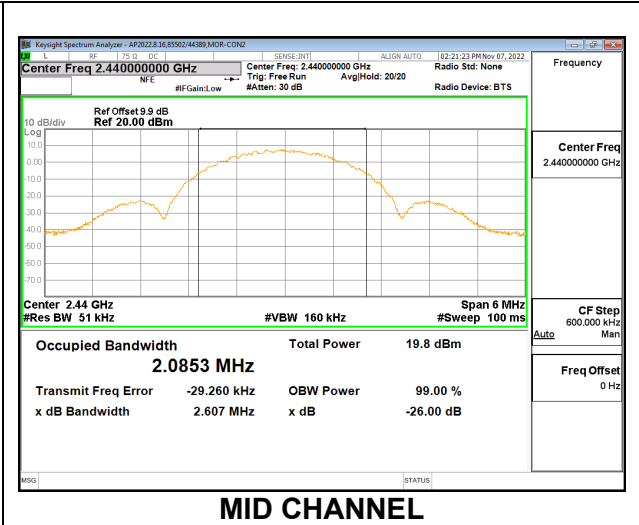 Keysight Spectrum Analyzer - AP2022.8.16,85502/44389,MOR-CON2
L RF 75 Ω DC SENSE:INT ALIGN AUTO 02:21:23 PM Nov 07, 2022
Center Freq 2.440000000 GHz Center Freq: 2.440000000 GHz Radio Std: None
NFE Trig: Free Run Avg|Hold: 20/20
#IFGain:Low #Atten: 30 dB Radio Device: BTS
Frequency
Ref Offset 9.9 dB
10 dB/div Ref 20.00 dBm
Log
10.0
0.00
-10.0
-20.0
-30.0
-40.0
-50.0
-60.0
-70.0
Center Freq
2.440000000 GHz
Center 2.44 GHz Span 6 MHz
#Res BW 51 kHz #VBW 160 kHz #Sweep 100 ms
CF Step
600.000 kHz
Auto Man
Occupied Bandwidth Total Power 19.8 dBm
2.0853 MHz
Freq Offset
0 Hz
Transmit Freq Error -29.260 kHz OBW Power 99.00 %
x dB Bandwidth 2.607 MHz x dB -26.00 dB
MSG STATUS
MID CHANNEL